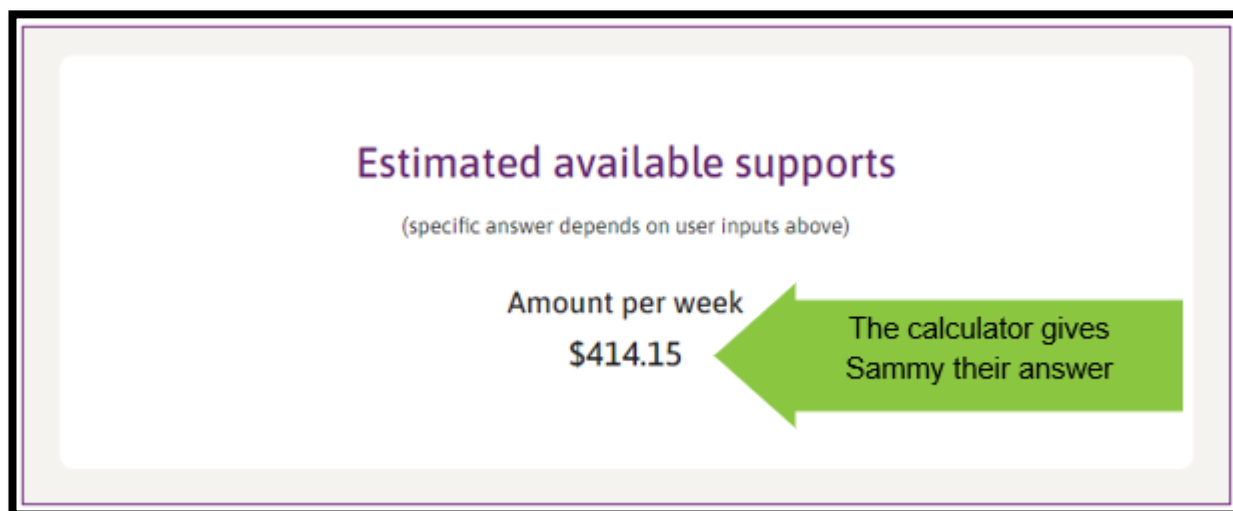 Estimated available supports
(specific answer depends on user inputs above)
Amount per week
$414.15
The calculator gives
Sammy their answer